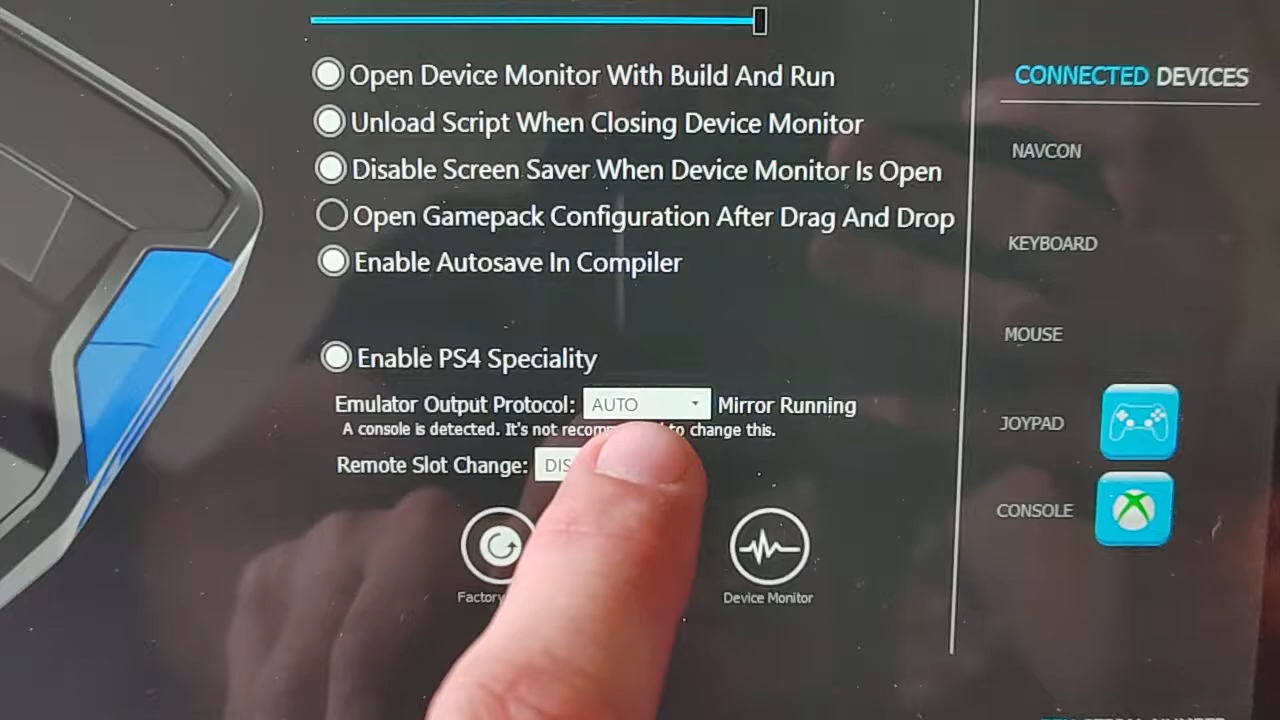 Open Device Monitor With Build And Run
Unload Script When Closing Device Monitor
Disable Screen Saver When Device Monitor Is Open
Open Gamepack Configuration After Drag And Drop
Enable Autosave In Compiler
Enable PS4 Speciality
Emulator Output Protocol: AUTO Mirror Running
A console is detected. It's not to change this.
Remote Slot Change:
Factory
Device Monitor
CONNECTED DEVICES
NAVCON
KEYBOARD
MOUSE
JOYPAD
CONSOLE